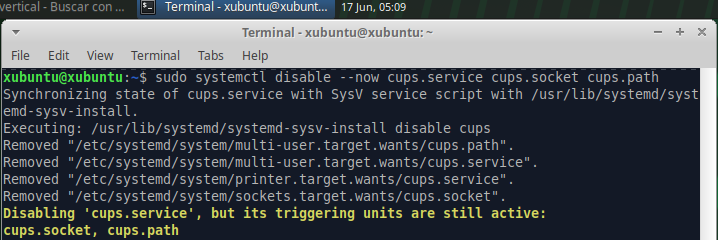 vertical - Buscar con ...
Terminal - xubuntu@xubunt...
17 Jun, 05:09
Terminal - xubuntu@xubuntu: ~
File Edit View Terminal Tabs Help
xubuntu@xubuntu:~$ sudo systemctl disable --now cups.service cups.socket cups.path
Synchronizing state of cups.service with SysV service script with /usr/lib/systemd/syst
emd-sysv-install.
Executing: /usr/lib/systemd/systemd-sysv-install disable cups
Removed "/etc/systemd/system/multi-user.target.wants/cups.path".
Removed "/etc/systemd/system/multi-user.target.wants/cups.service".
Removed "/etc/systemd/system/printer.target.wants/cups.service".
Removed "/etc/systemd/system/sockets.target.wants/cups.socket".
Disabling 'cups.service', but its triggering units are still active:
cups.socket, cups.path